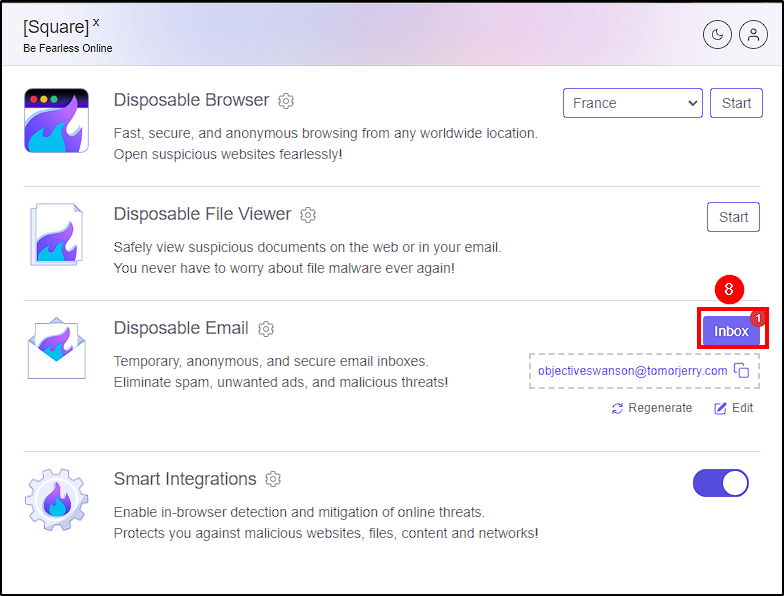 [Square] X
Be Fearless Online
Disposable Browser
France
Start
Fast, secure, and anonymous browsing from any worldwide location.
Open suspicious websites fearlessly!
Disposable File Viewer
Start
Safely view suspicious documents on the web or in your email.
You never have to worry about file malware ever again!
8
Disposable Email
Inbox
1
Temporary, anonymous, and secure email inboxes.
Eliminate spam, unwanted ads, and malicious threats!
objectiveswanson@tomorjerry.com
Regenerate
Edit
Smart Integrations
Enable in-browser detection and mitigation of online threats.
Protects you against malicious websites, files, content and networks!